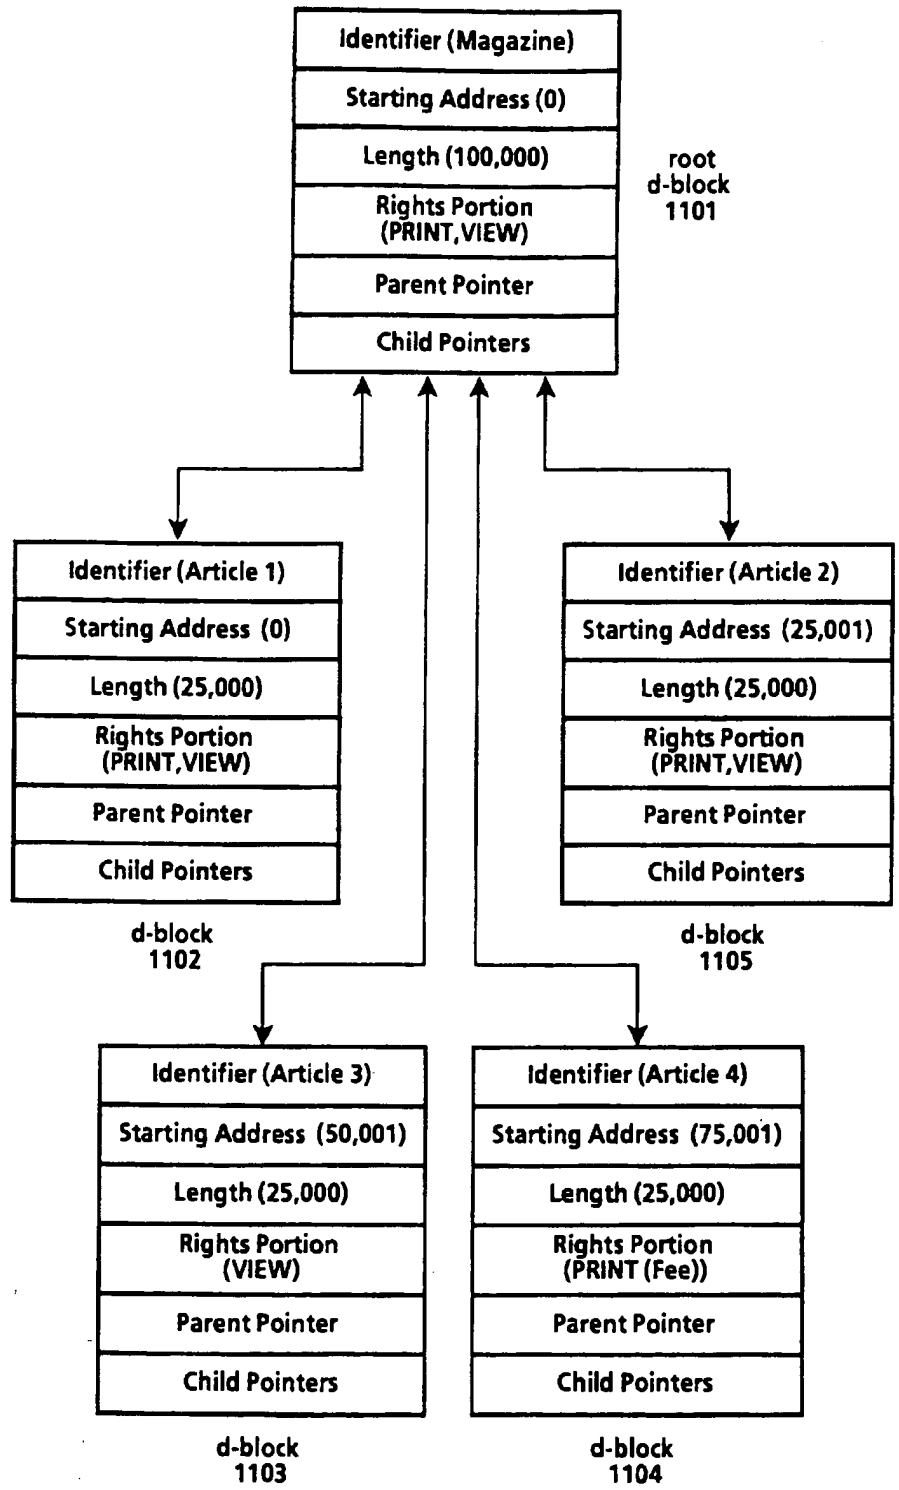 Identifier (Magazine)
Starting Address (0)
Length (100,000)
Rights Portion
(PRINT,VIEW)
Parent Pointer
Child Pointers
root
d-block
1101
Identifier (Article 1)
Starting Address (0)
Length (25,000)
Rights Portion
(PRINT,VIEW)
Parent Pointer
Child Pointers
d-block
1102
Identifier (Article 2)
Starting Address (25,001)
Length (25,000)
Rights Portion
(PRINT,VIEW)
Parent Pointer
Child Pointers
d-block
1105
Identifier (Article 3)
Starting Address (50,001)
Length (25,000)
Rights Portion
(VIEW)
Parent Pointer
Child Pointers
d-block
1103
Identifier (Article 4)
Starting Address (75,001)
Length (25,000)
Rights Portion
(PRINT (Fee))
Parent Pointer
Child Pointers
d-block
1104